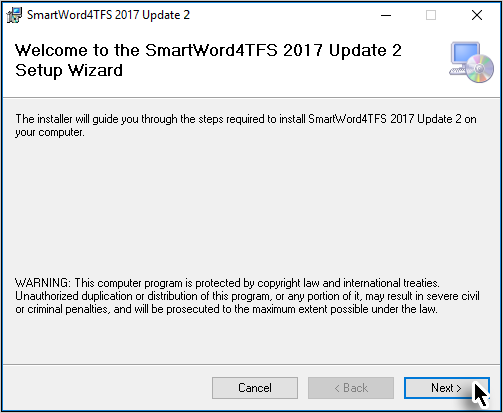 SmartWord4TFS 2017 Update 2
Welcome to the SmartWord4TFS 2017 Update 2
Setup Wizard
The installer will guide you through the steps required to install SmartWord4TFS 2017 Update 2 on
your computer.
WARNING: This computer program is protected by copyright law and international treaties.
Unauthorized duplication or distribution of this program, or any portion of it, may result in severe civil
or criminal penalties, and will be prosecuted to the maximum extent possible under the law.
Cancel
< Back
Next >